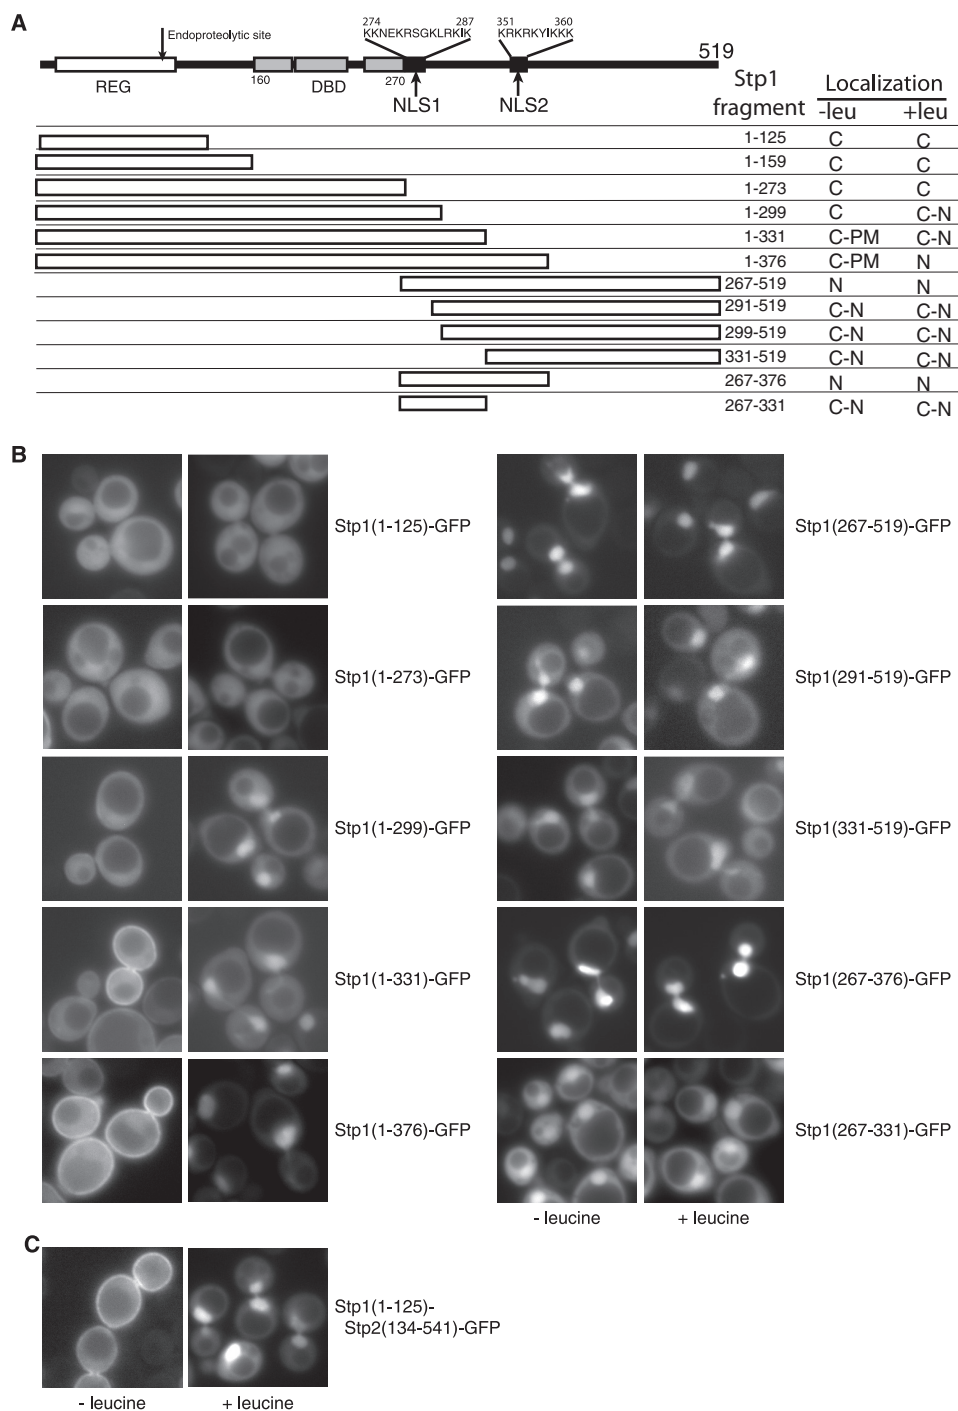 A
274 287 351 360
KKNEKRSGKLRKIK KRKRKYIKKK
Endoproteolytic site
519
REG 160 DBD 270
NLS1 NLS2
Stp1 fragment Localization
-leu +leu
1-125 C C
1-159 C C
1-273 C C
1-299 C C-N
1-331 C-PM C-N
1-376 C-PM N
267-519 N N
291-519 C-N C-N
299-519 C-N C-N
331-519 C-N C-N
267-376 N N
267-331 C-N C-N
B
Stp1(1-125)-GFP Stp1(267-519)-GFP
Stp1(1-273)-GFP Stp1(291-519)-GFP
Stp1(1-299)-GFP Stp1(331-519)-GFP
Stp1(1-331)-GFP Stp1(267-376)-GFP
Stp1(1-376)-GFP Stp1(267-331)-GFP
- leucine + leucine
C
Stp1(1-125)-
Stp2(134-541)-GFP
- leucine + leucine